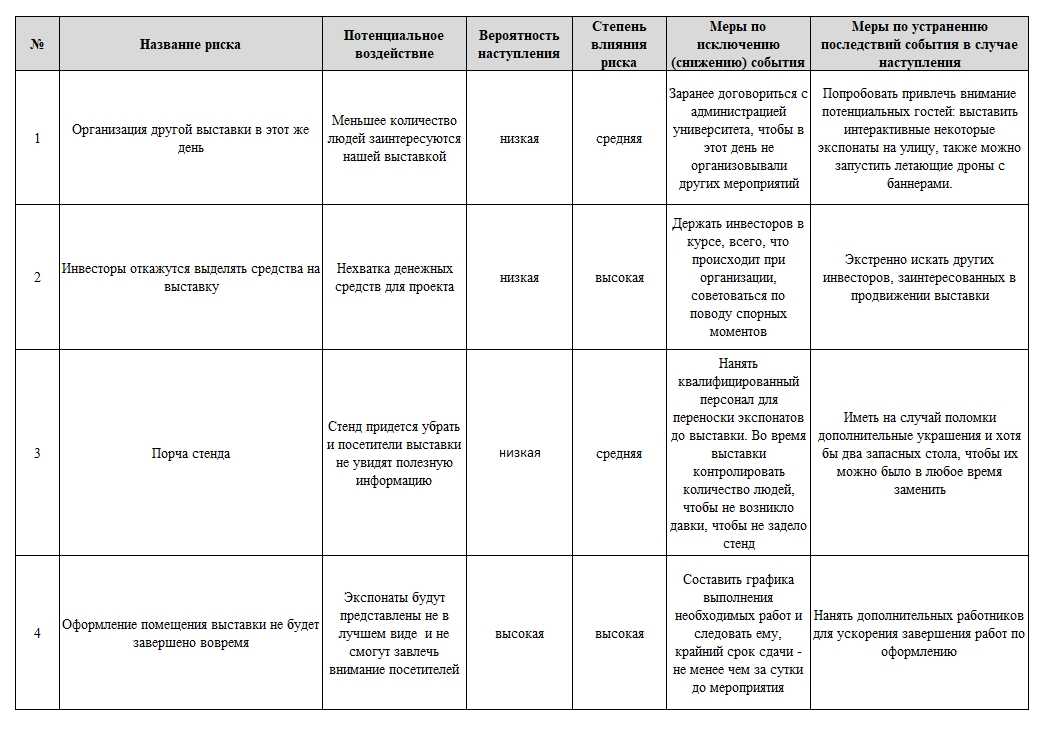 №
Название риска
Потенциальное
воздействие
Вероятность
наступления
Степень
влияния
риска
Меры по
исключению
(снижению) события
Меры по устранению
последствий события в случае
наступления
1
Организация другой выставки в этот же
день
Меньшее количество
людей заинтересуются
нашей выставкой
низкая
средняя
Заранее договориться с
администрацией
университета, чтобы в
этот день не
организовывали
других мероприятий
Попробовать привлечь внимание
потенциальных гостей: выставить
интерактивные некоторые
экспонаты на улицу, также можно
запустить летающие дроны с
баннерами.
2
Инвесторы откажутся выделять средства на
выставку
Нехватка денежных
средств для проекта
низкая
высокая
Держать инвесторов в
курсе, всего, что
происходит при
организации,
советоваться по
поводу спорных
моментов
Экстренно искать других
инвесторов, заинтересованных в
продвижении выставки
3
Порча стенда
Стенд придется убрать
и посетители выставки
не увидят полезную
информацию
низкая
средняя
Нанять
квалифицированный
персонал для
переноски экспонатов
до выставки. Во время
выставки
контролировать
количество людей,
чтобы не возникло
давки, чтобы не задело
стенд
Иметь на случай поломки
дополнительные украшения и хотя
бы два запасных стола, чтобы их
можно было в любое время
заменить
4
Оформление помещения выставки не будет
завершено вовремя
Экспонаты будут
представлены не в
лучшем виде и не
смогут завлечь
внимание посетителей
высокая
высокая
Составить графика
выполнения
необходимых работ и
следовать ему,
крайний срок сдачи -
не менее чем за сутки
до мероприятия
Нанять дополнительных работников
для ускорения завершения работ по
оформлению